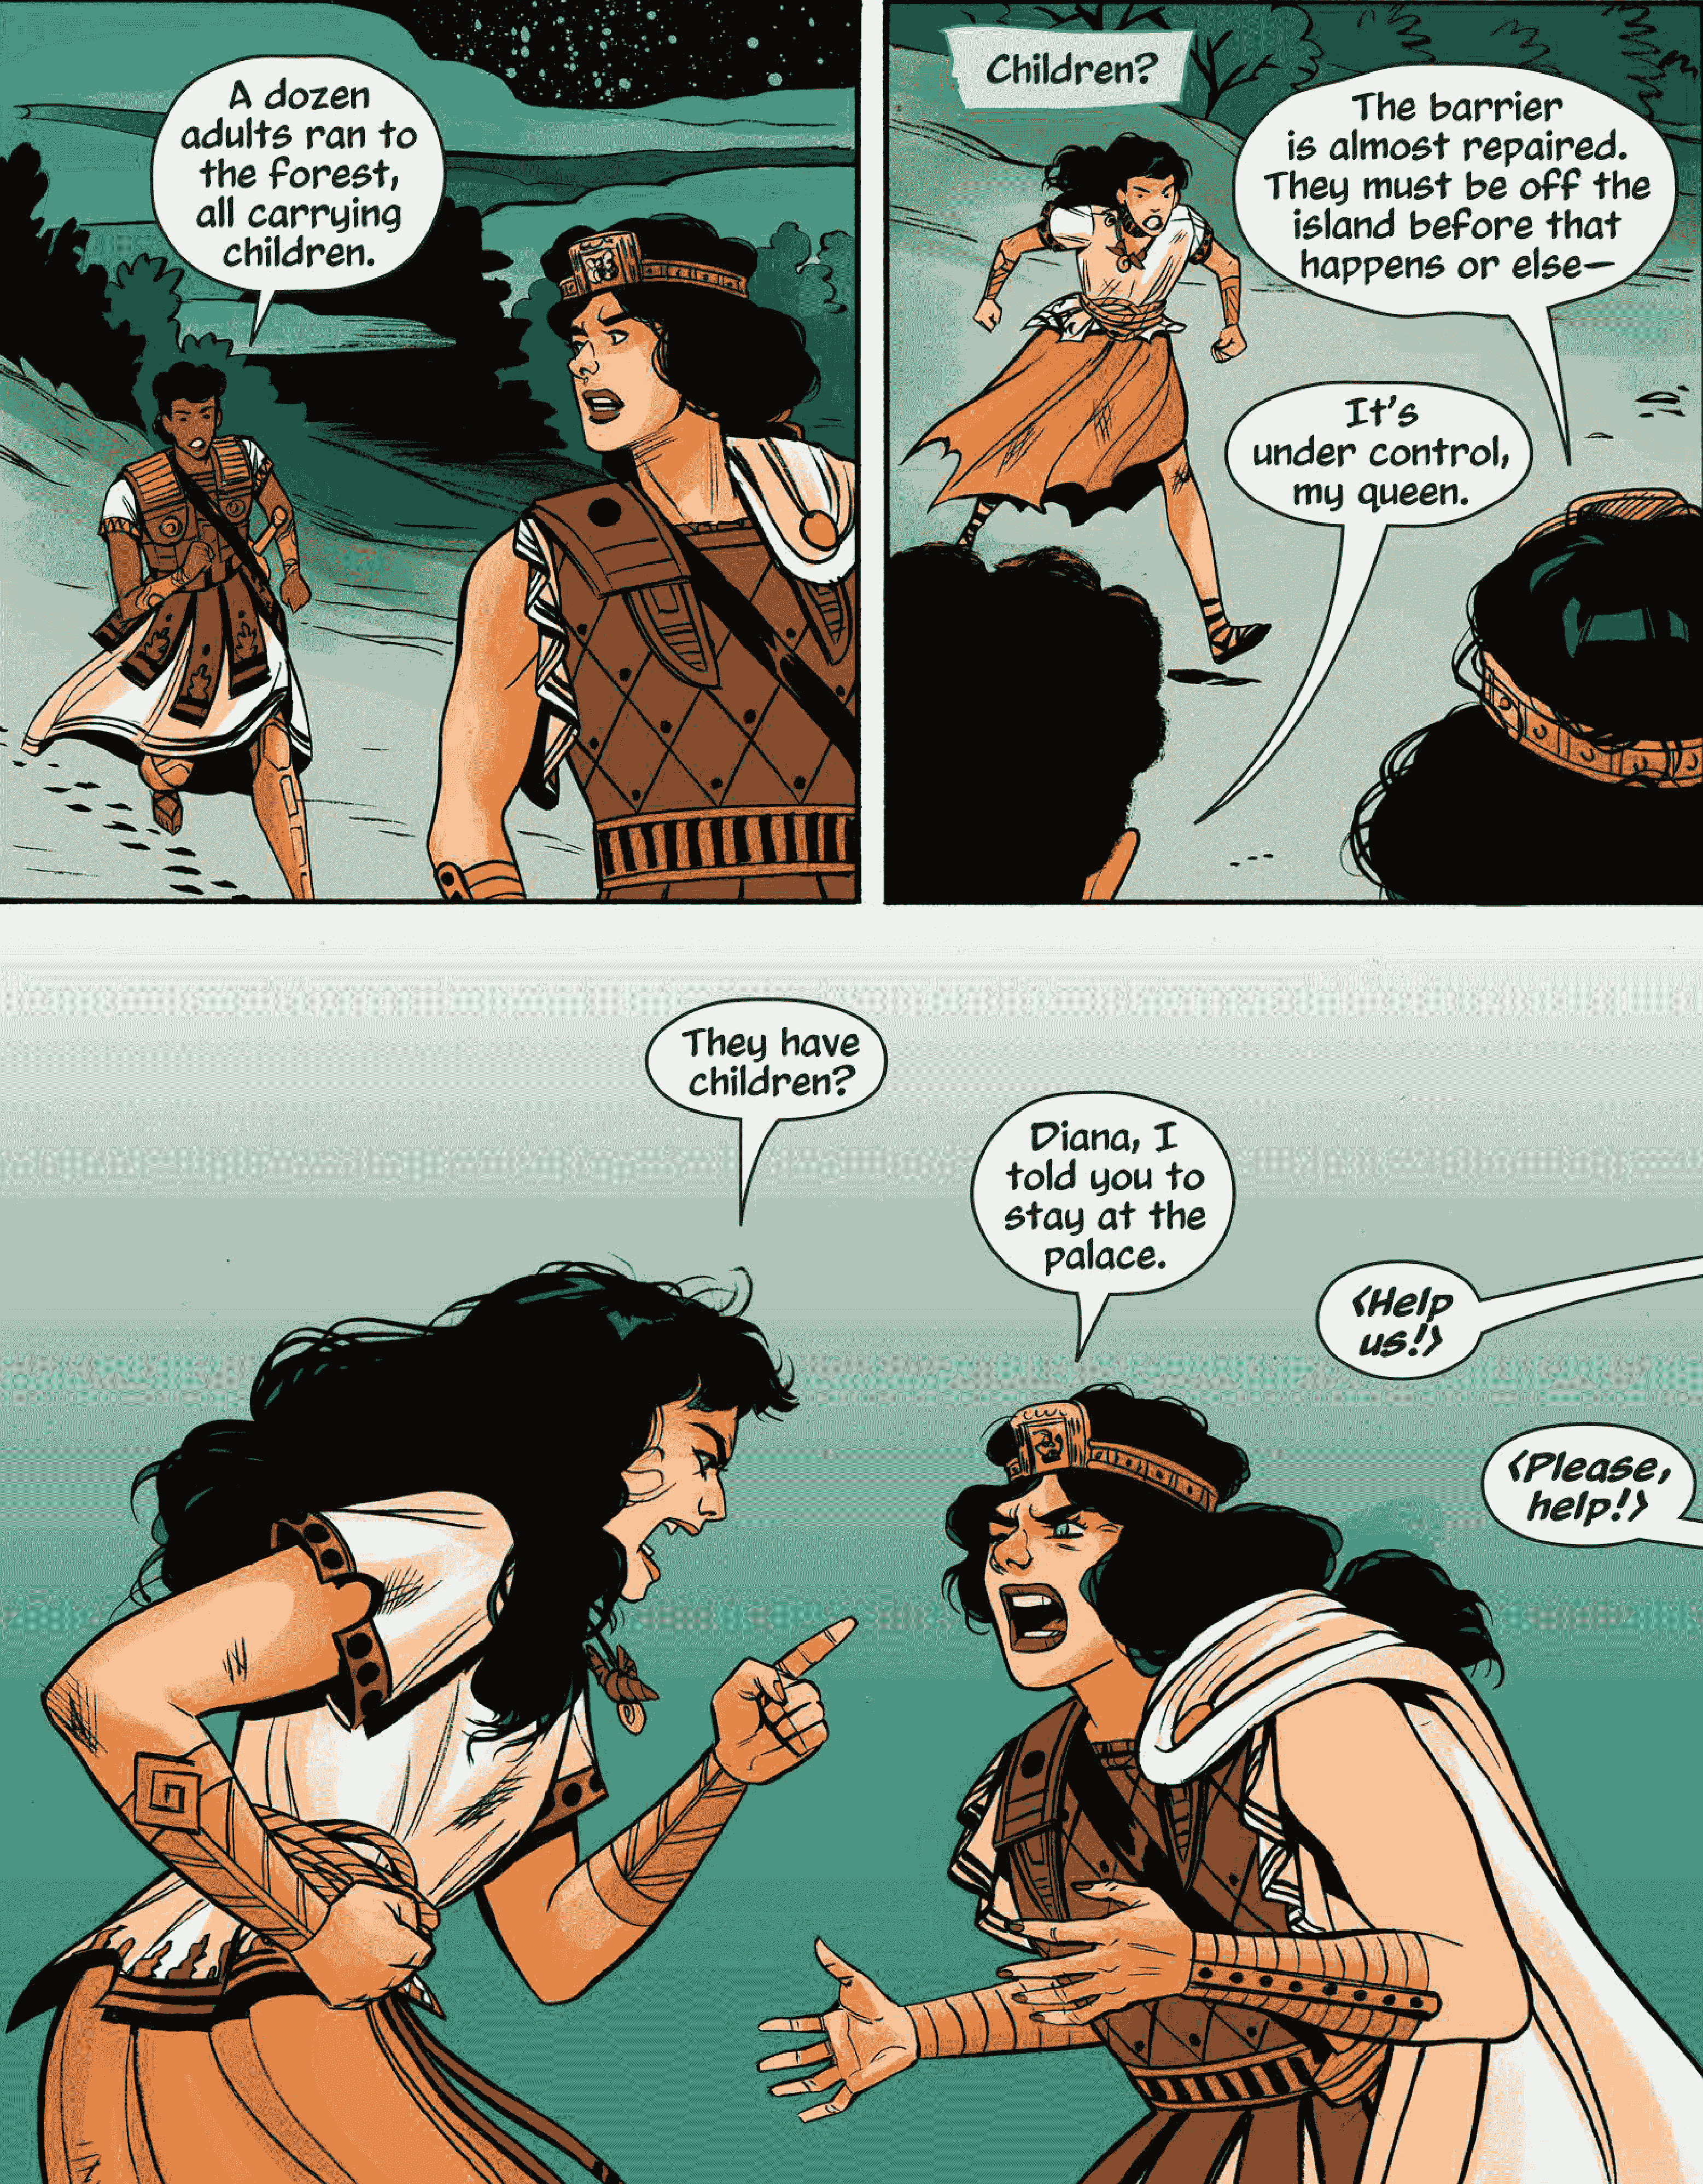 A dozen
adults ran to
the forest,
all carrying
children.
Children?
The barrier
is almost repaired.
They must be off the
island before that
happens or else—
It's
under control,
my queen.
They have
children?
Diana, I
told you to
stay at the
palace.
<Help
us!>
<Please,
help!>